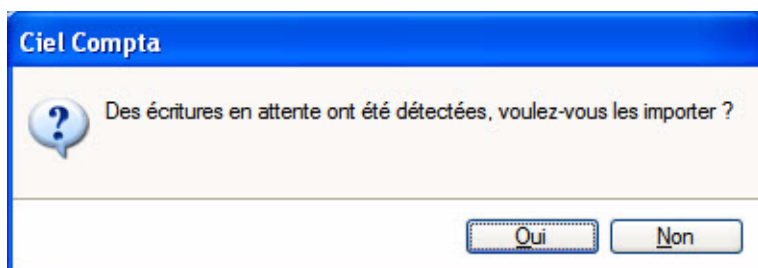 Ciel Compta
Des écritures en attente ont été détectées, voulez-vous les importer ?
Oui Non